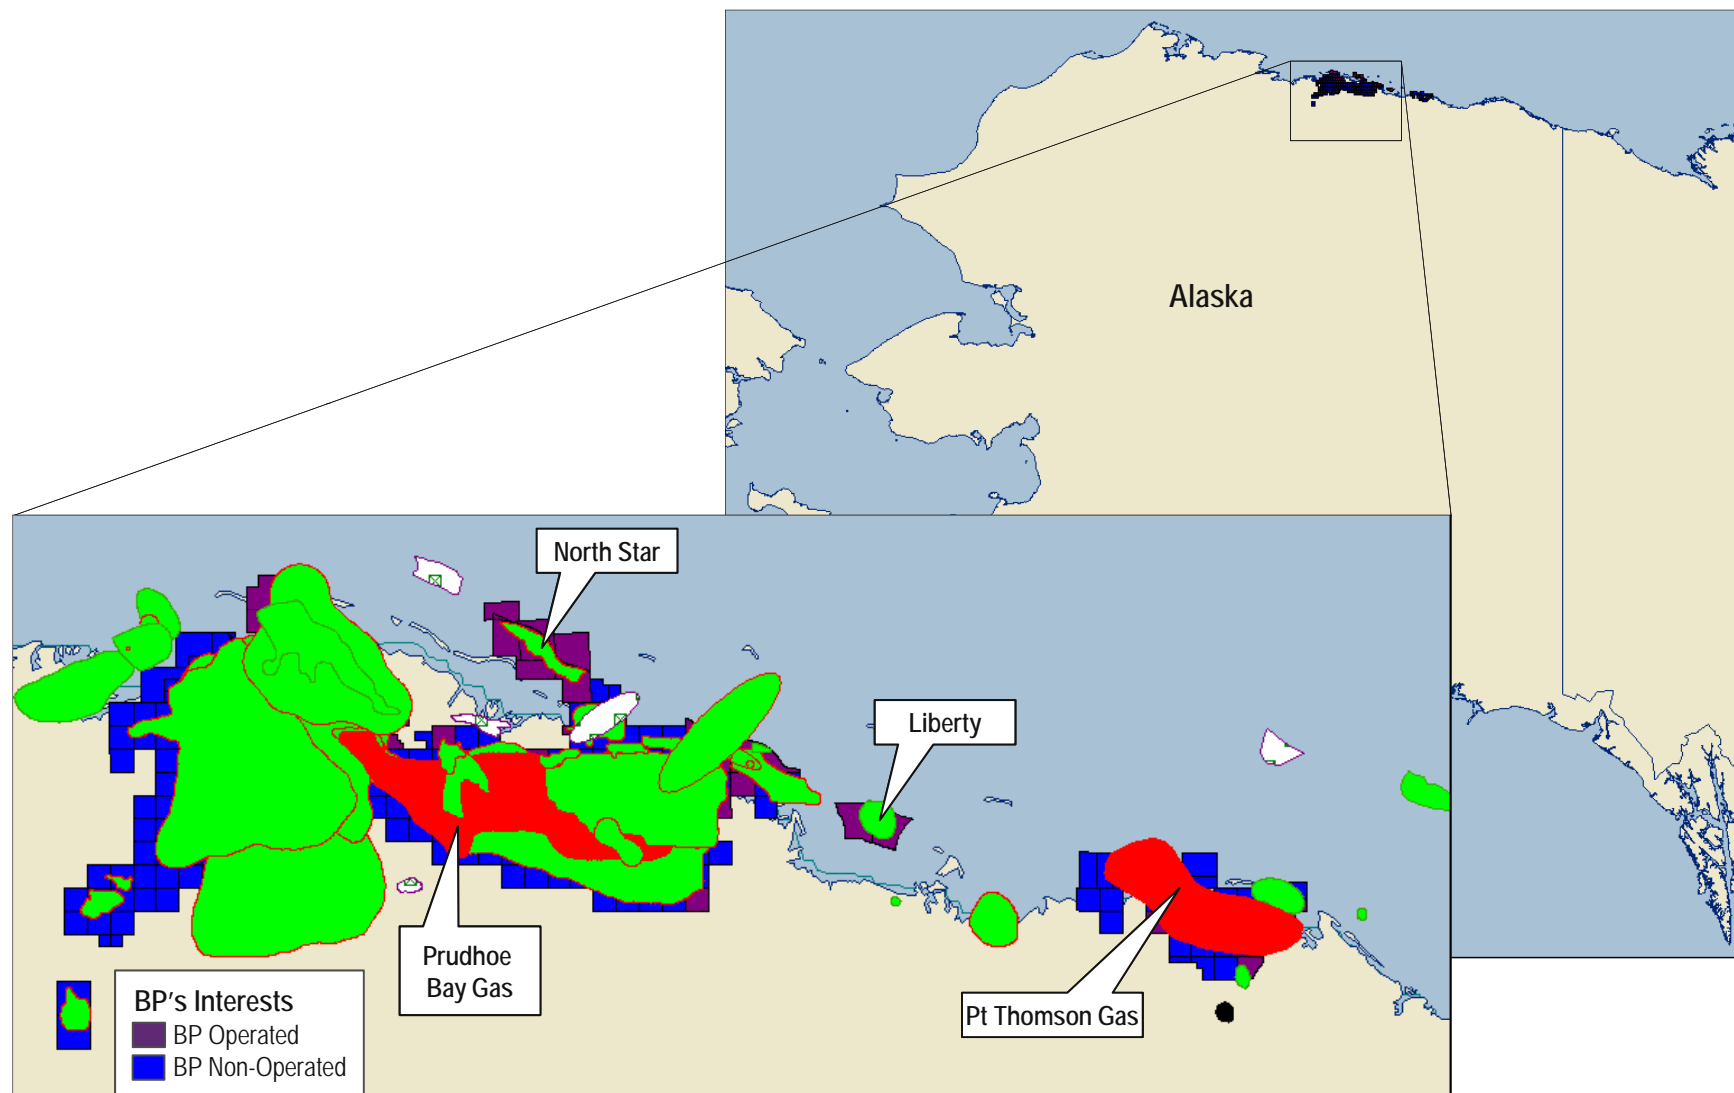 Alaska
North Star
Liberty
Prudhoe
Bay Gas
Pt Thomson Gas
BP's Interests
BP Operated
BP Non-Operated